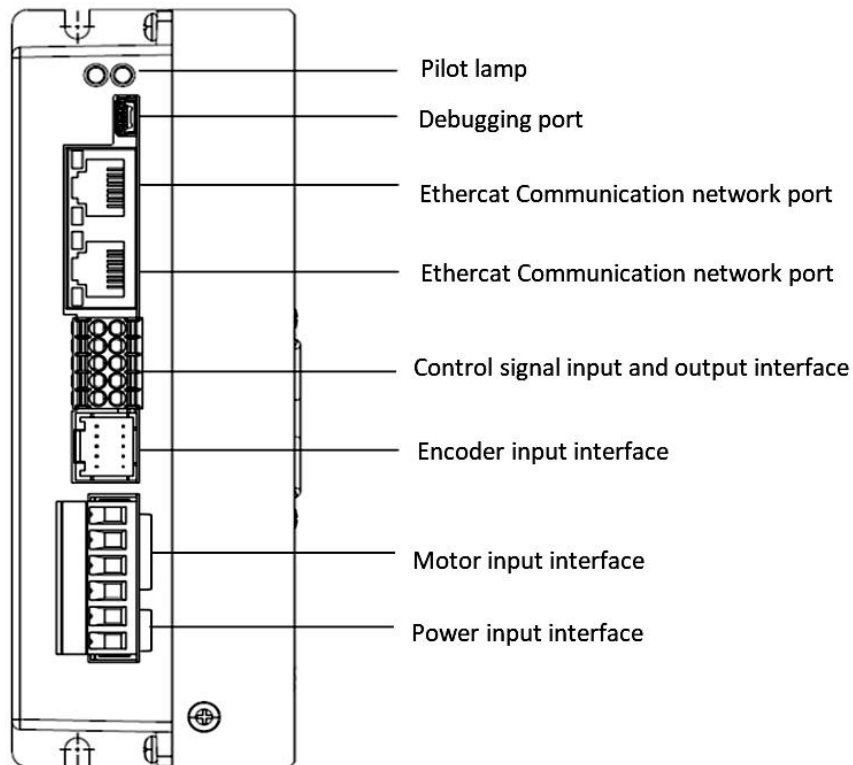 Pilot lamp
Debugging port
Ethercat Communication network port
Ethercat Communication network port
Control signal input and output interface
Encoder input interface
Motor input interface
Power input interface